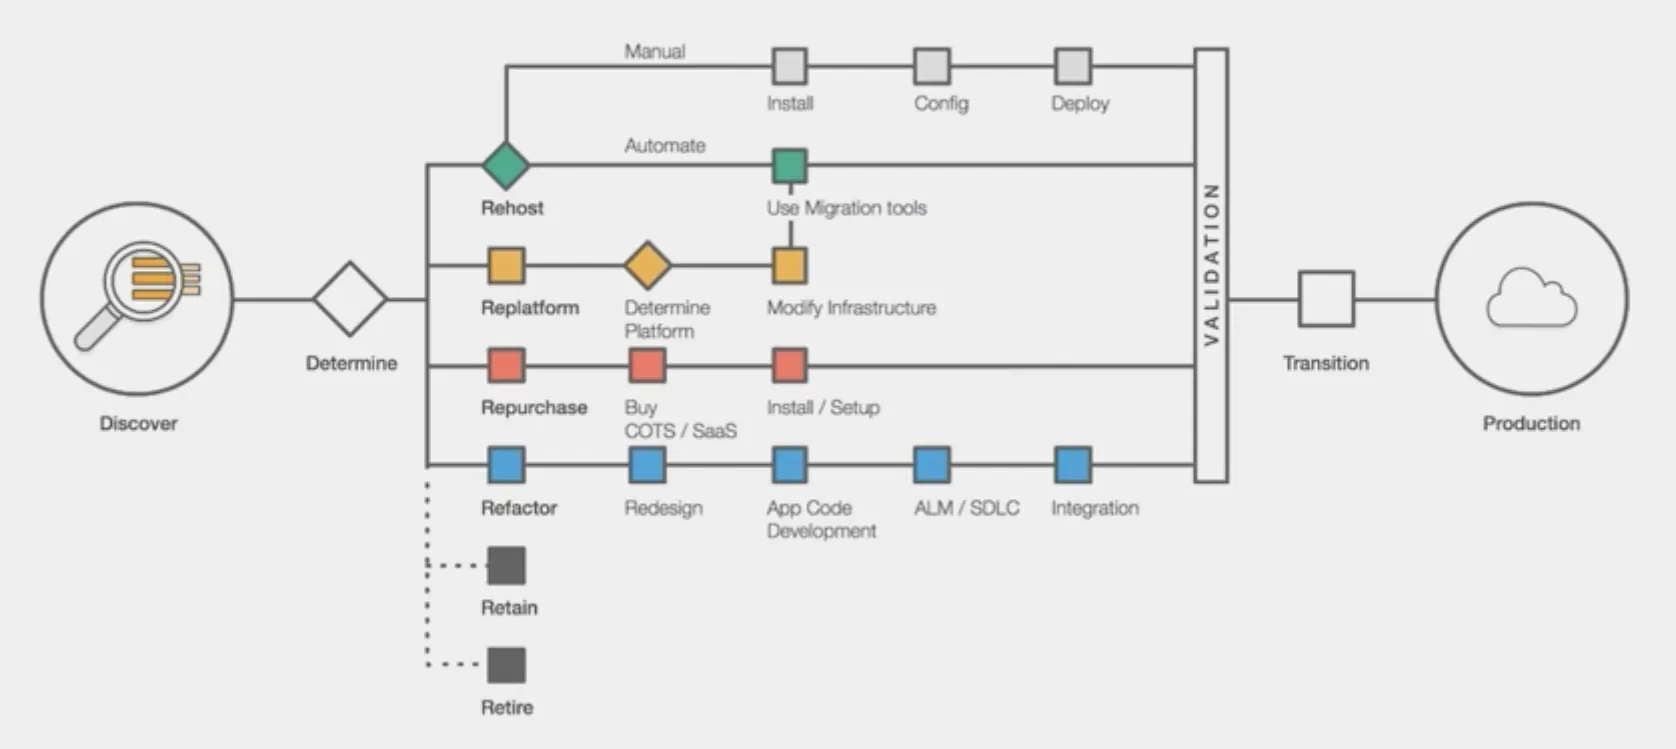 Manual
Install
Config
Deploy
Automate
Rehost
Use Migration tools
Replatform
Determine
Platform
Modify Infrastructure
Repurchase
Buy
COTS / SaaS
Install / Setup
Refactor
Redesign
App Code
Development
ALM / SDLC
Integration
Retain
Retire
Discover
Determine
VALIDATION
Transition
Production